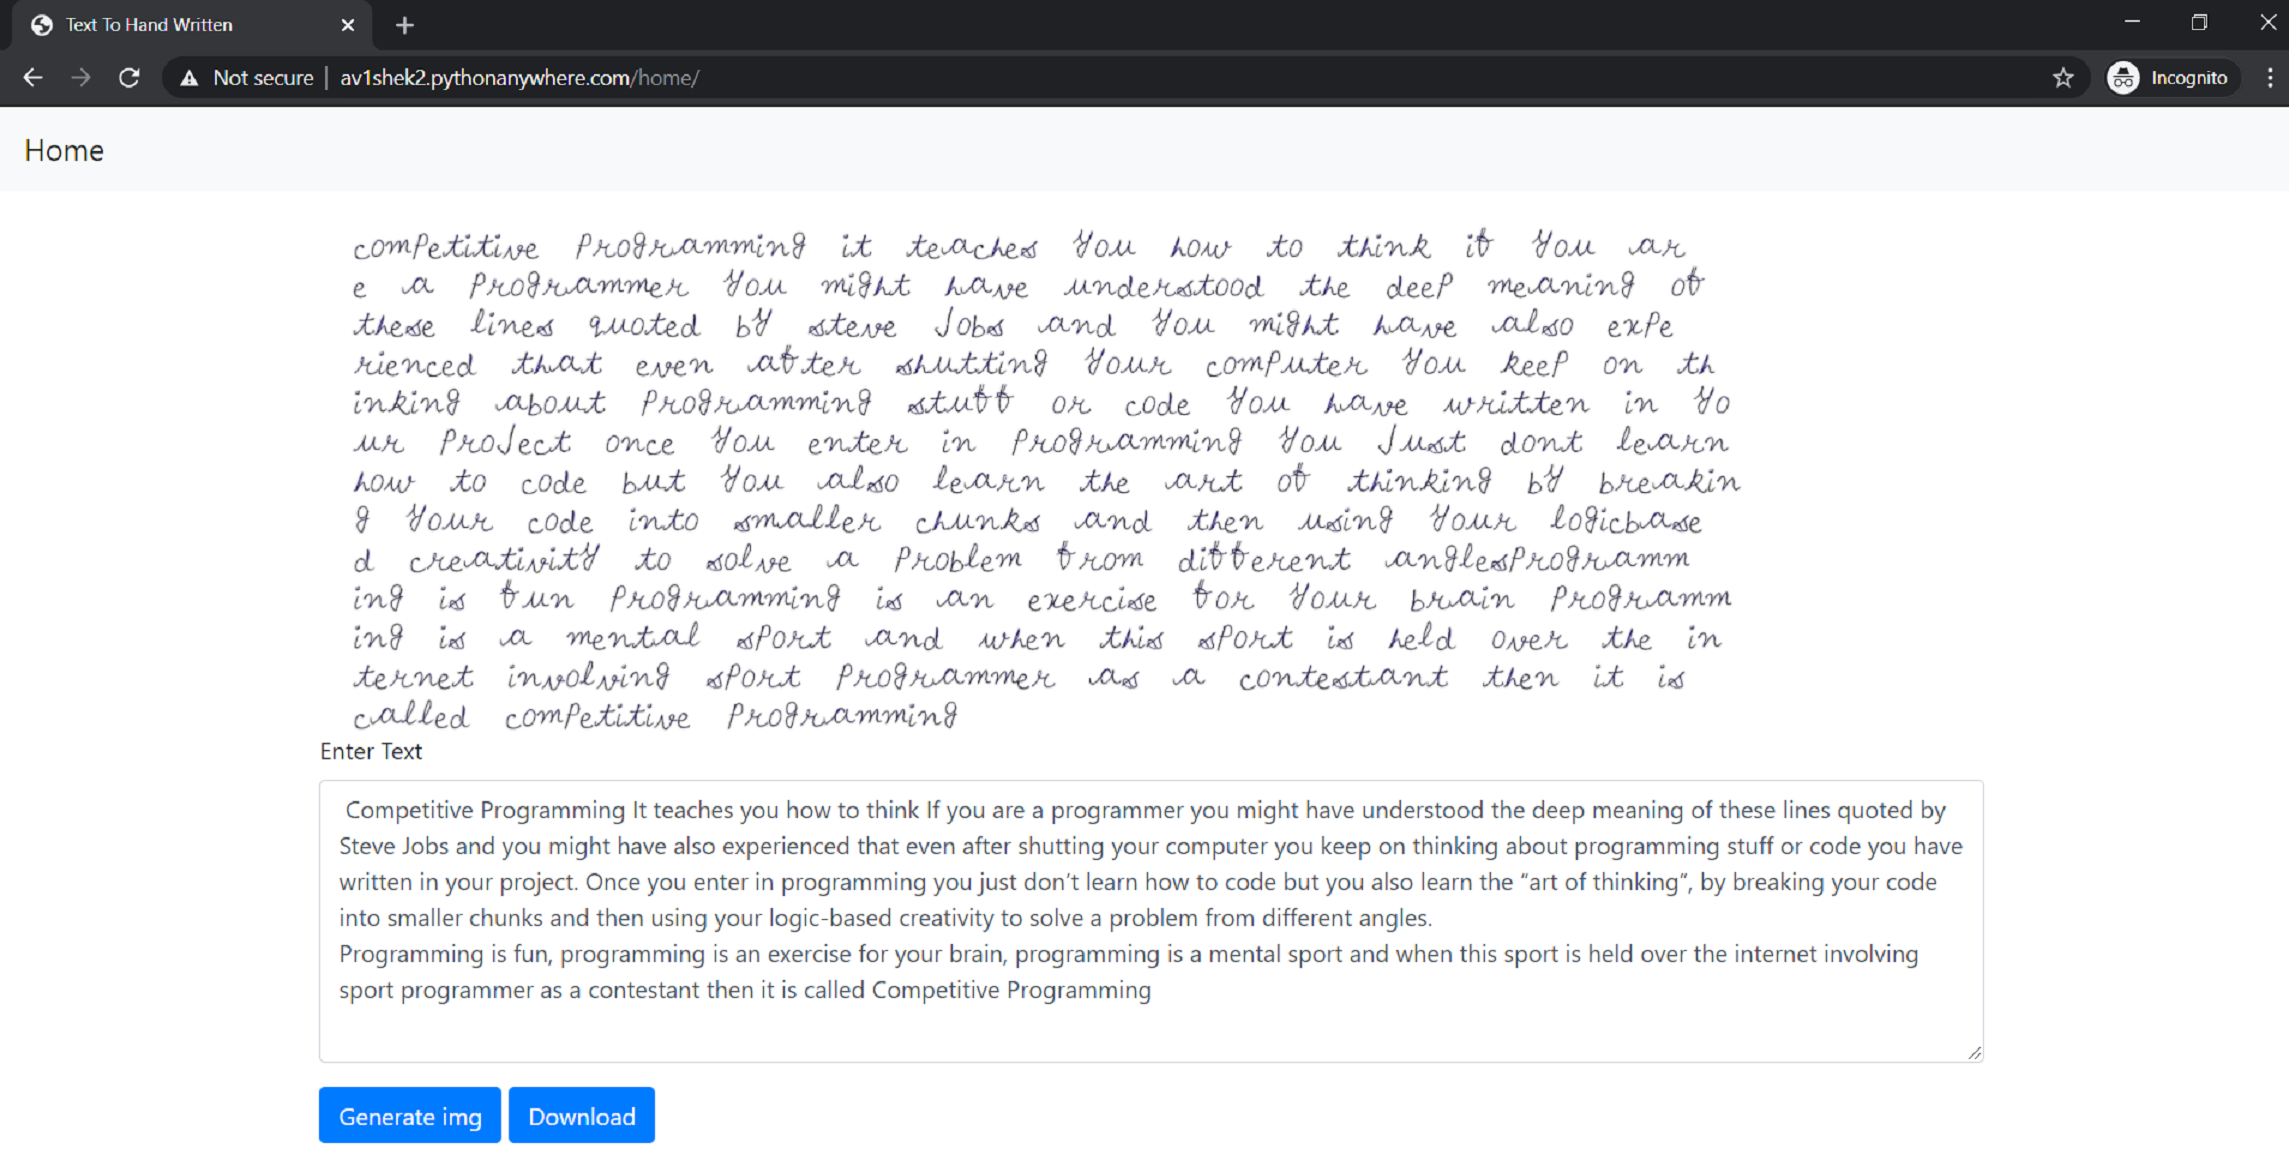 Text To Hand Written
Not secure | av1shek2.pythonanywhere.com/home/
Incognito
Home
competitive programming it teaches you how to think if you ar
e a programmer you might have understood the deep meaning of
these lines quoted by steve jobs and you might have also expe
rienced that even after shutting your computer you keep on th
inking about programming stuff or code you have written in yo
ur project once you enter in programming you just dont learn
how to code but you also learn the art of thinking by breakin
g your code into smaller chunks and then using your logicbase
d creativity to solve a problem from different anglesprogramm
ing is fun programming is an exercise for your brain programm
ing is a mental sport and when this sport is held over the in
ternet involving sport programmer as a contestant then it is
called competitive programming
Enter Text
Competitive Programming It teaches you how to think If you are a programmer you might have understood the deep meaning of these lines quoted by
Steve Jobs and you might have also experienced that even after shutting your computer you keep on thinking about programming stuff or code you have
written in your project. Once you enter in programming you just don’t learn how to code but you also learn the “art of thinking”, by breaking your code
into smaller chunks and then using your logic-based creativity to solve a problem from different angles.
Programming is fun, programming is an exercise for your brain, programming is a mental sport and when this sport is held over the internet involving
sport programmer as a contestant then it is called Competitive Programming
Generate img Download